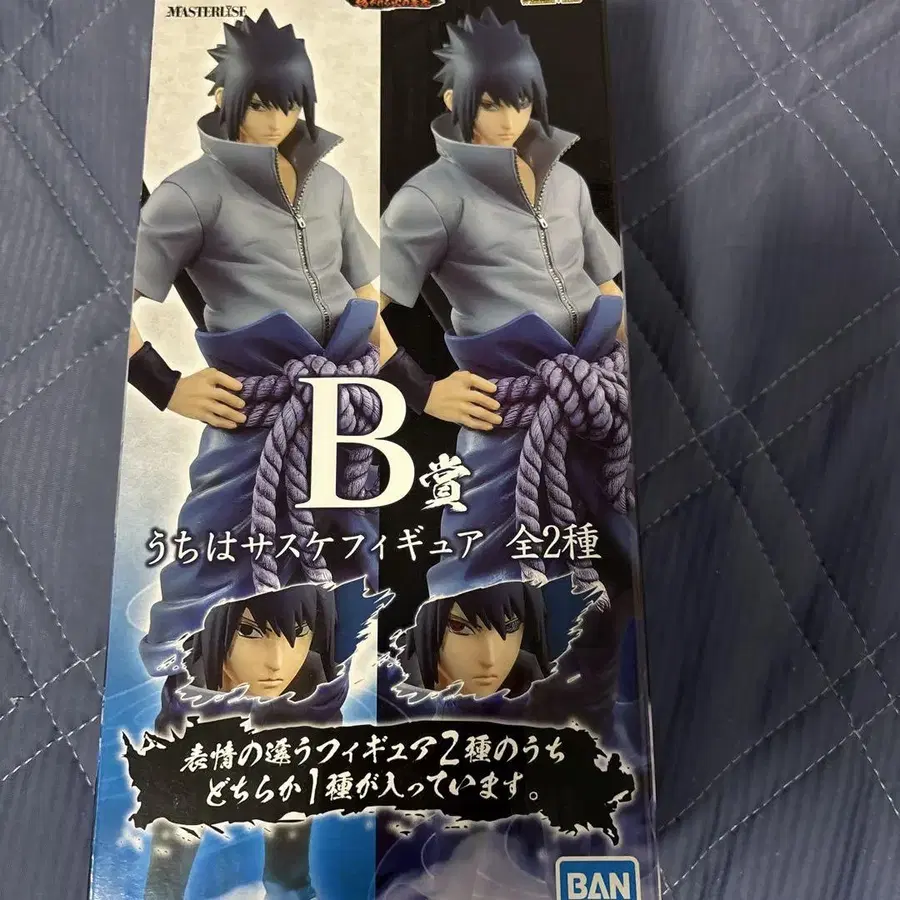 MASTERLISE
B賞
うちはサスケフィギュア 全2種
表情の違うフィギュア2種のうち
どちらか1種が入っています。
BAN